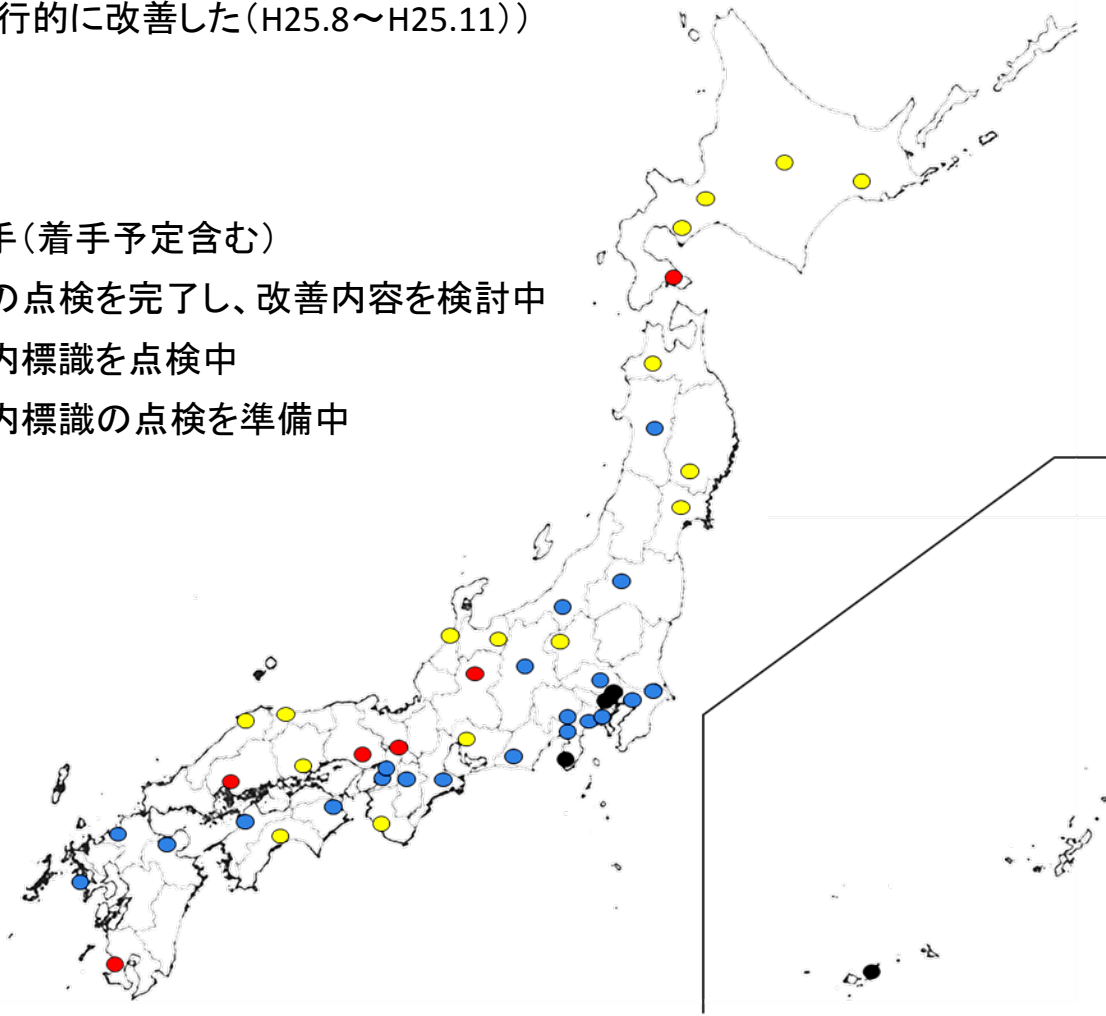 行的に改善した（H25.8～H25.11））
手（着手予定含む）
の点検を完了し、改善内容を検討中
内標識を点検中
内標識の点検を準備中